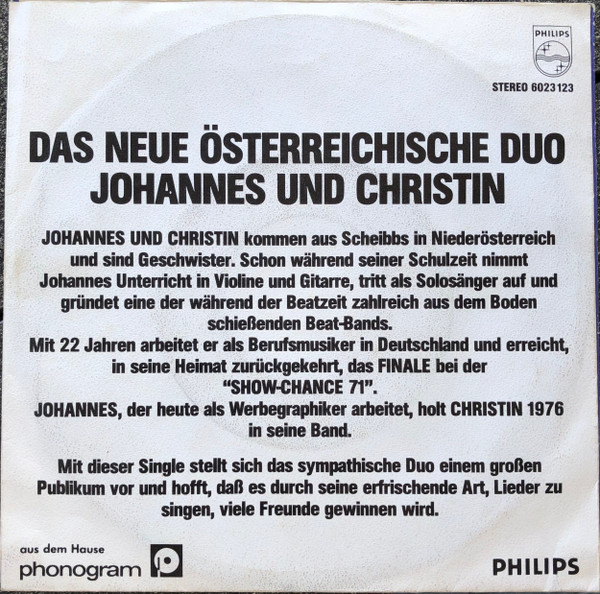 PHILIPS
STEREO 6023123
DAS NEUE ÖSTERREICHISCHE DUO
JOHANNES UND CHRISTIN
JOHANNES UND CHRISTIN kommen aus Scheibbs in Niederösterreich
und sind Geschwister. Schon während seiner Schulzeit nimmt
Johannes Unterricht in Violine und Gitarre, tritt als Solosänger auf und
gründet eine der während der Beatzeit zahlreich aus dem Boden
schießenden Beat-Bands.
Mit 22 Jahren arbeitet er als Berufsmusiker in Deutschland und erreicht,
in seine Heimat zurückgekehrt, das FINALE bei der
“SHOW-CHANCE 71”.
JOHANNES, der heute als Werbegraphiker arbeitet, holt CHRISTIN 1976
in seine Band.
Mit dieser Single stellt sich das sympathische Duo einem großen
Publikum vor und hofft, daß es durch seine erfrischende Art, Lieder zu
singen, viele Freunde gewinnen wird.
aus dem Hause
phonogram
PHILIPS